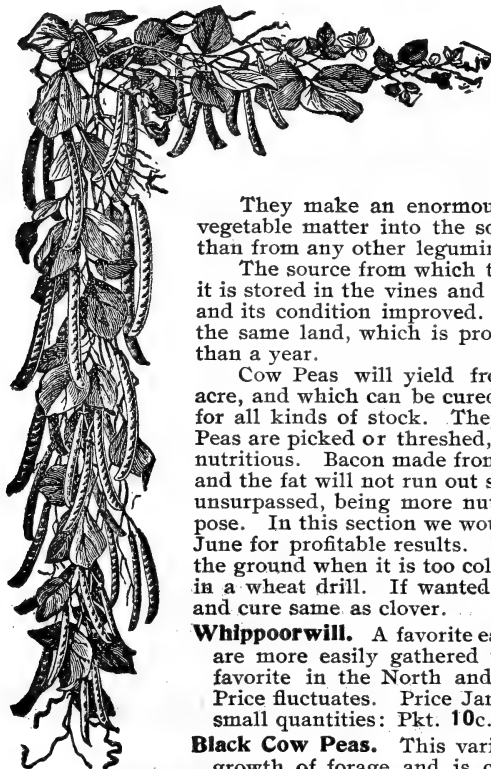 They make an enormou
vegetable matter into the so
than from any other legumin
The source from which t
it is stored in the vines and
and its condition improved.
the same land, which is pro
than a year.
Cow Peas will yield fre
acre, and which can be cured
for all kinds of stock. The
Peas are picked or threshed,
nutritious. Bacon made from
and the fat will not run out s
unsurpassed, being more nu
pose. In this section we wou
June for profitable results.
the ground when it is too col
in a wheat drill. If wanted
and cure same as clover.
Whippoorwill. A favorite ea
are more easily gathered
favorite in the North and
Price fluctuates. Price Jan
small quantities: Pkt. 10c.
Black Cow Peas. This vari
growth of forage and is